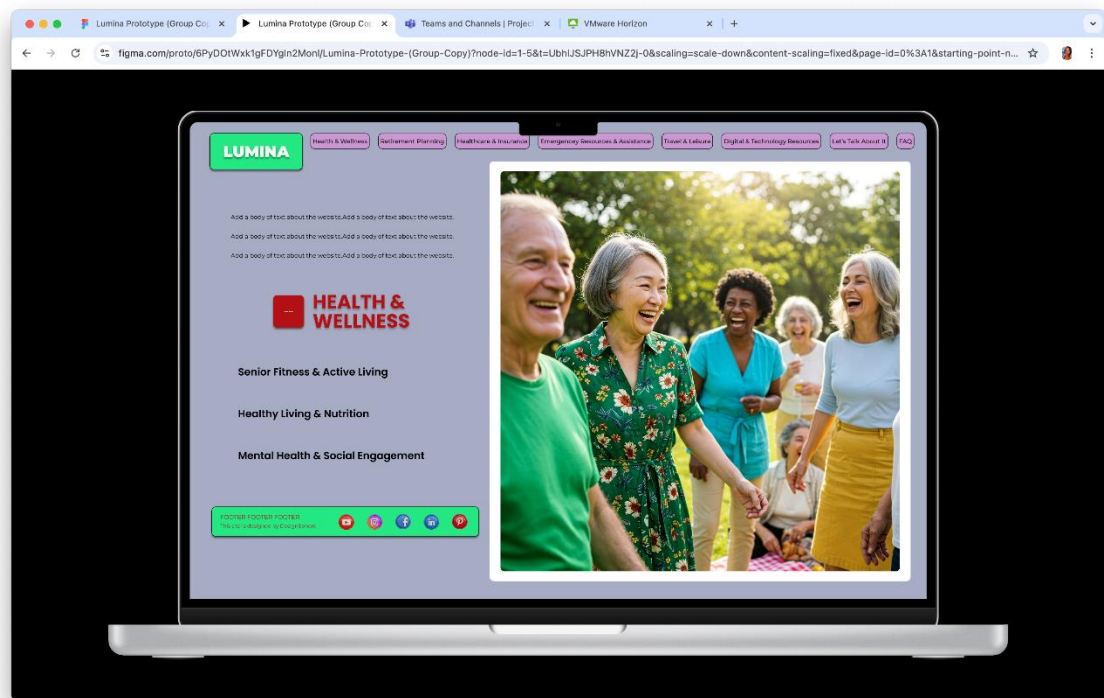 Lumina Prototype (Group Cop
Lumina Prototype (Group Cop
Teams and Channels | Project
VMware Horizon
figma.com/proto/6PyDOtWxk1gFDYgIn2MonI/Lumina-Prototype-(Group-Copy)?node-id=1-5&t=UbhIJSJPH8hVNZ2j-0&scaling=scale-down&content-scaling=fixed&page-id=0%3A1&starting-point-n...
LUMINA
Health & Wellness
Retirement Planning
Healthcare & Insurance
Emergencey Resources & Assistance
Travel & Leisure
Digital & Technology Resources
Let's Talk About It
FAQ
Add a body of text about the website.Add a body of text about the website.
Add a body of text about the website.Add a body of text about the website.
Add a body of text about the website.Add a body of text about the website.
HEALTH &
WELLNESS
Senior Fitness & Active Living
Healthy Living & Nutrition
Mental Health & Social Engagement
FOOTER FOOTER FOOTER